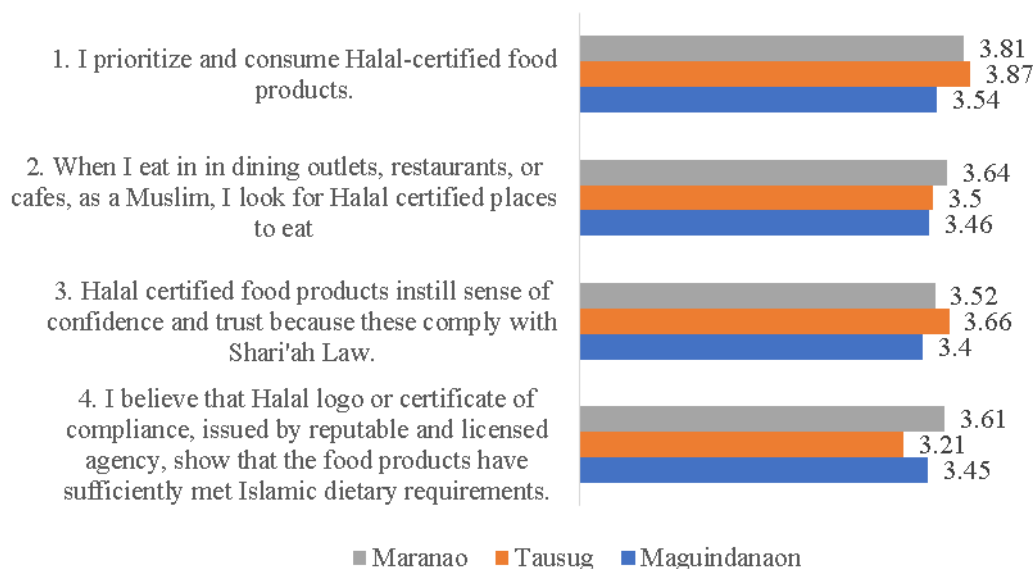 1. I prioritize and consume Halal-certified food
products.
3.81
3.87
3.54
2. When I eat in in dining outlets, restaurants, or
cafes, as a Muslim, I look for Halal certified places
to eat
3.64
3.5
3.46
3. Halal certified food products instill sense of
confidence and trust because these comply with
Shari'ah Law.
3.52
3.66
3.4
4. I believe that Halal logo or certificate of
compliance, issued by reputable and licensed
agency, show that the food products have
sufficiently met Islamic dietary requirements.
3.61
3.21
3.45
Maranao Tausug Maguindanaon